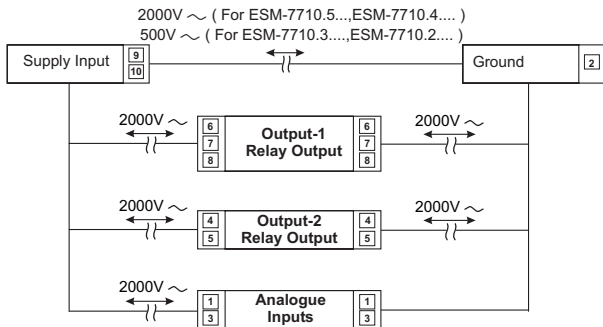 2000V ~ ( For ESM-7710.5...,ESM-7710.4.... )
500V ~ ( For ESM-7710.3....,ESM-7710.2.... )
Supply Input
9
10
Ground
2
2000V ~
6
7
8
Output-1
Relay Output
6
7
8
2000V ~
2000V ~
4
5
Output-2
Relay Output
4
5
2000V ~
2000V ~
1
3
Analogue
Inputs
1
3